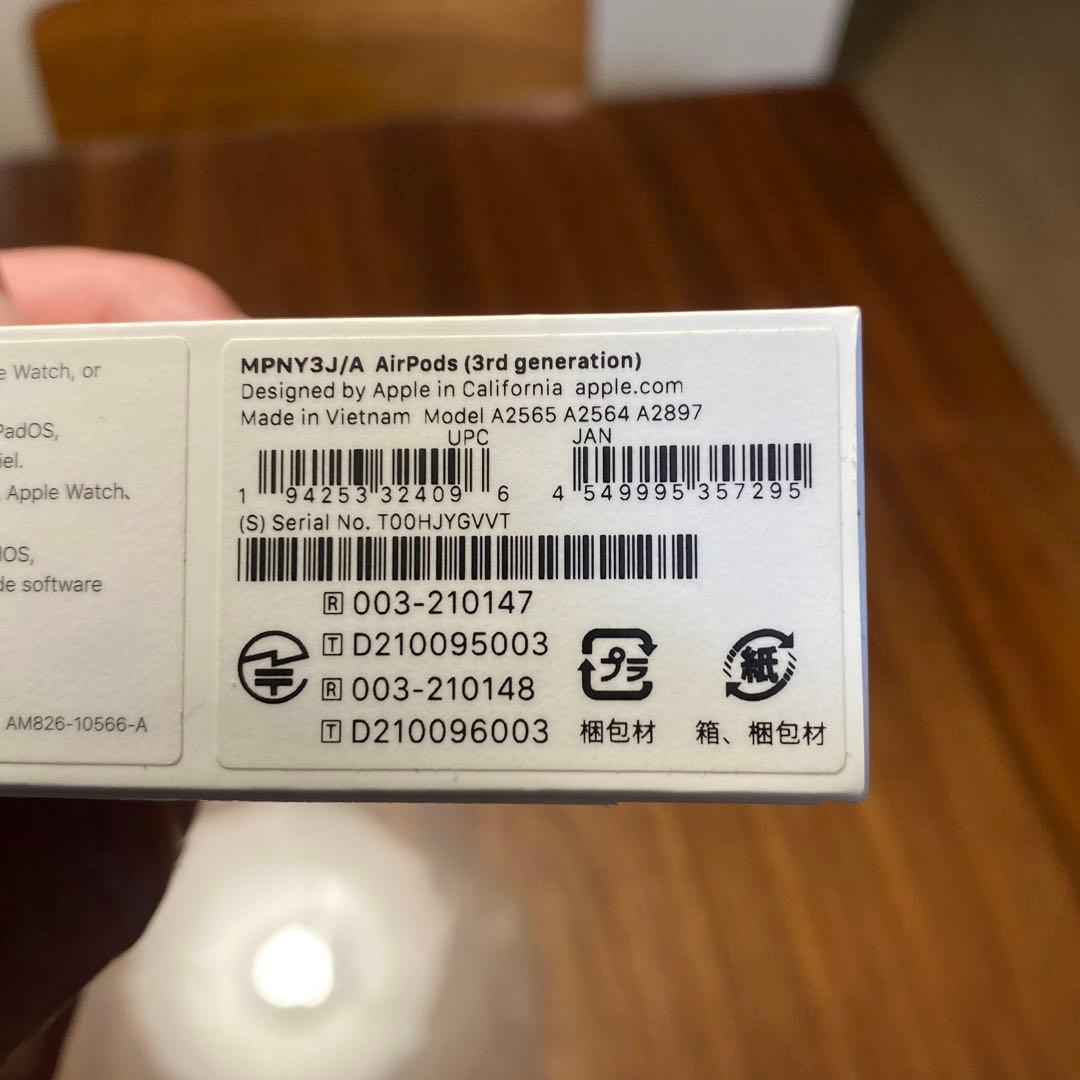 e Watch, or
PadOS,
iel.
Apple Watch、
iOS,
de software
AM826-10566-A
MPNY3J/A AirPods (3rd generation)
Designed by Apple in California apple.com
Made in Vietnam Model A2565 A2564 A2897
UPC JAN
1 94253 32409 6 4 549995 357295
(S) Serial No. T00HJYGVVT
R 003-210147
T D210095003
R 003-210148
T D210096003
プラ
梱包材
紙
箱、梱包材